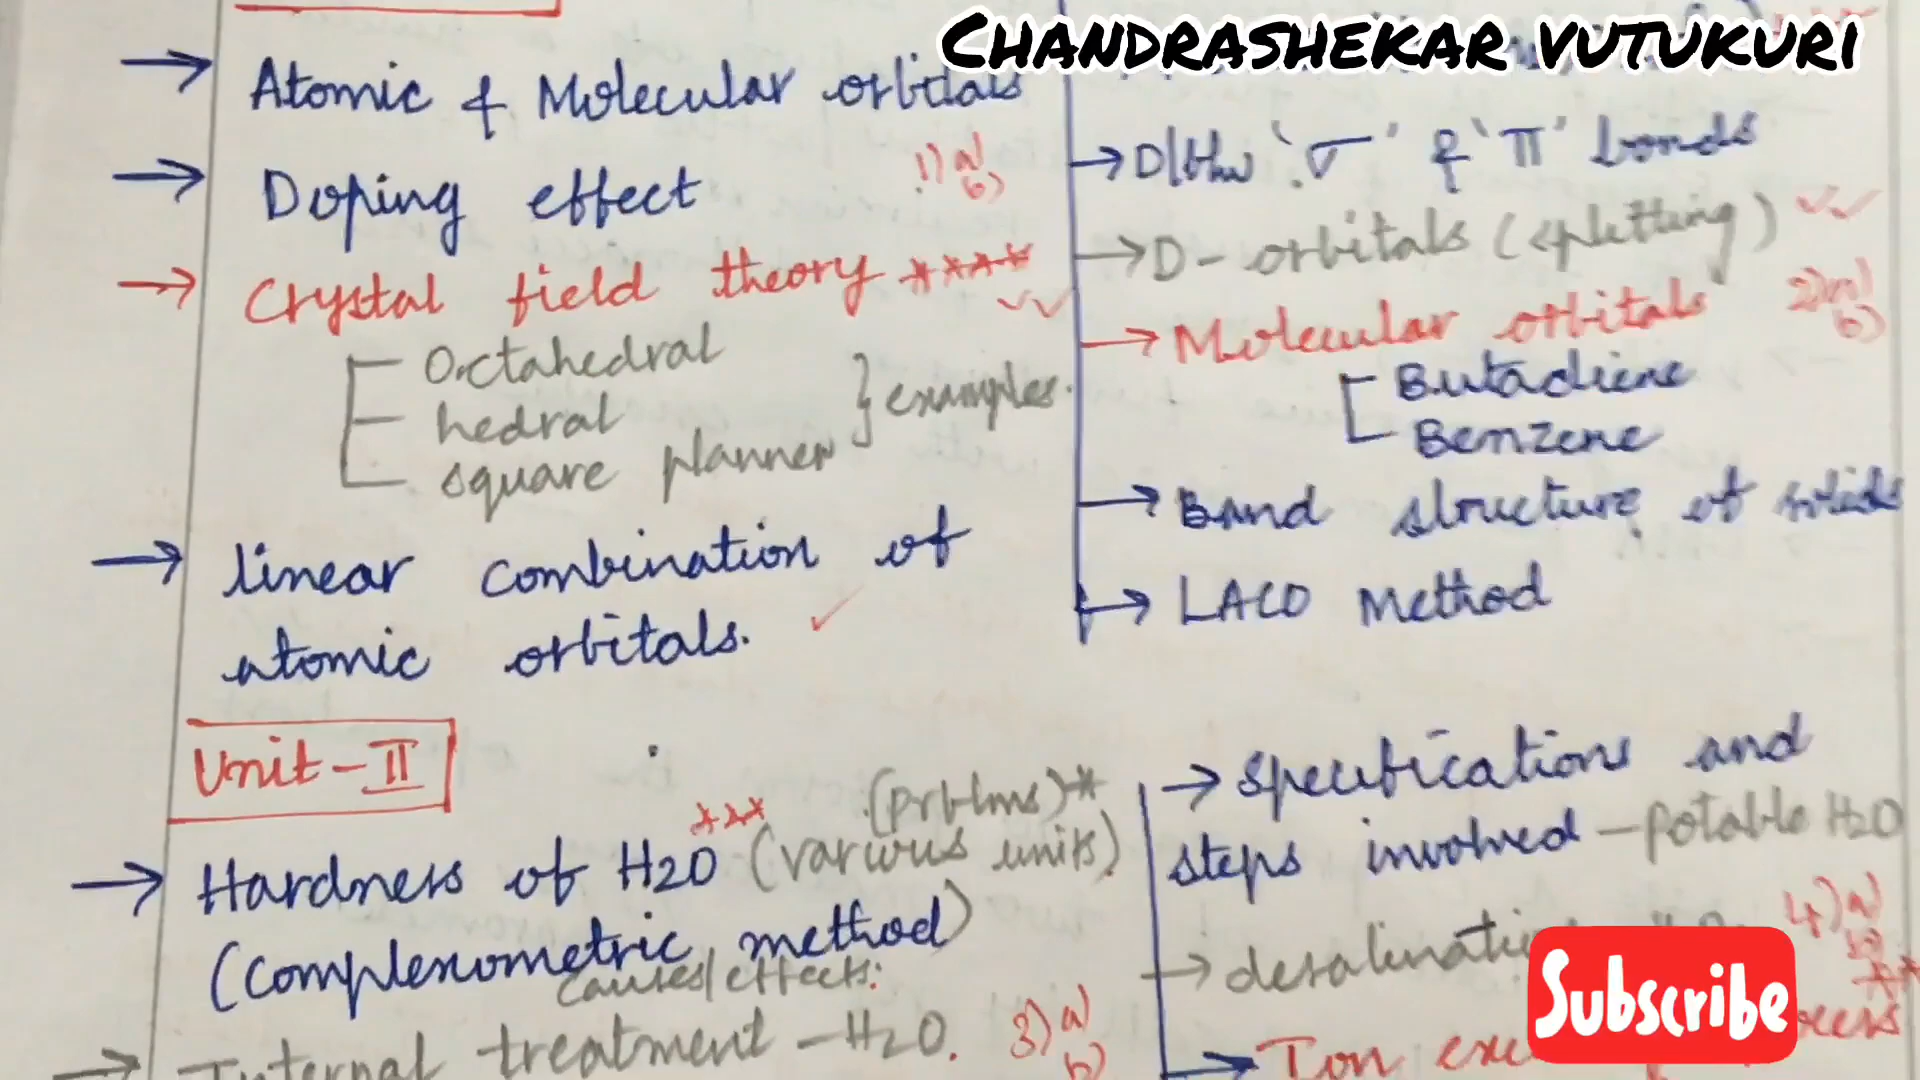 CHANDRASHEKAR VUTUKURI
→ Atomic & Molecular orbitals
→ Doping effect
1) a)
b)
→ Crystal field theory ****
Octahedral
hedral
square planner
} examples.
→ linear combination of
atomic orbitals.
→ D/btw 'σ' & 'π' bonds
→ D- orbitals (splitting)
→ Molecular orbitals
2) a)
b)
Butadiene
Benzene
→ Band structure of solids
→ LACO Method
Unit-II
→ Hardness of H2O *** (various units)
(prblms)*
(complexometric method)
causes/effects:
→ Internal treatment - H2O.
3) a)
b)
→ specifications and
steps involved - potable H2O
→
4) a)
b)
**
→ Ion
Subscribe